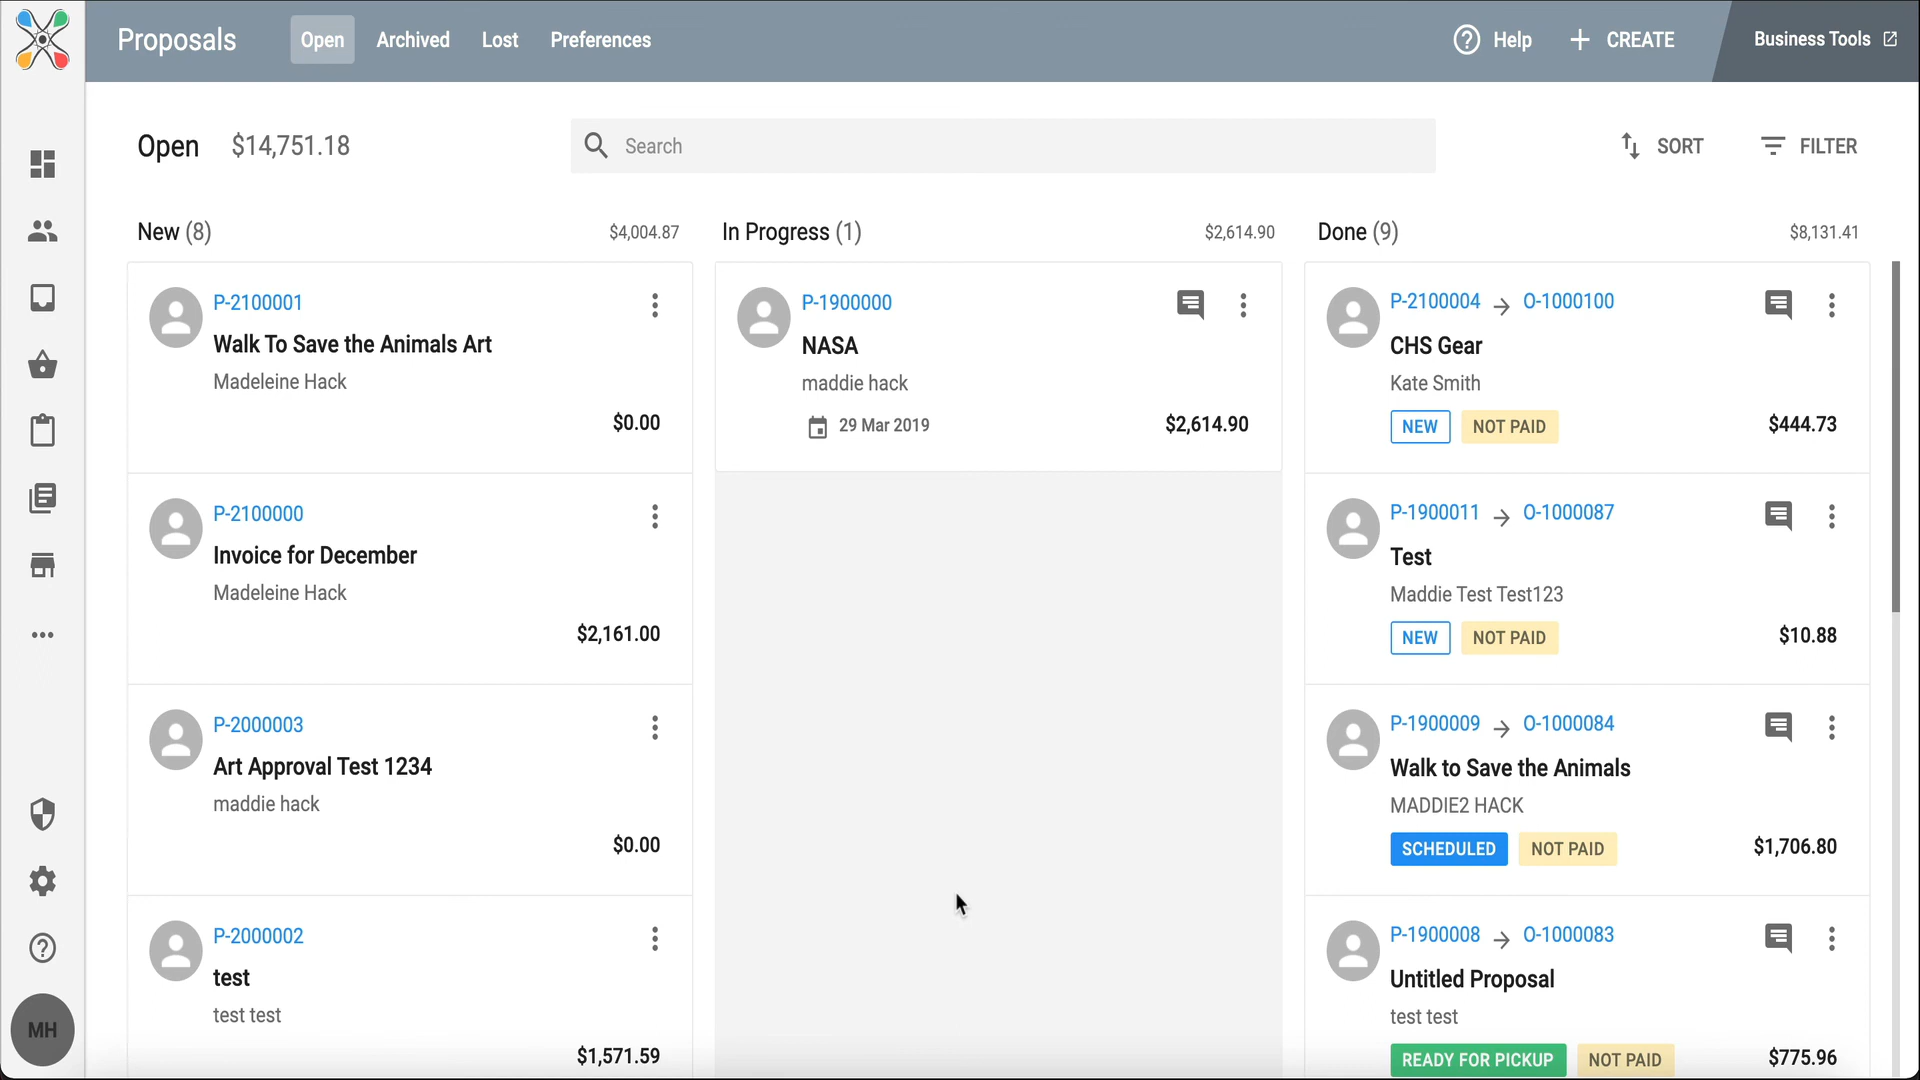 Proposals
Open
Archived
Lost
Preferences
Help
CREATE
Business Tools
Open $14,751.18
Search
SORT
FILTER
New (8) $4,004.87
P-2100001
Walk To Save the Animals Art
Madeleine Hack
$0.00
P-2100000
Invoice for December
Madeleine Hack
$2,161.00
P-2000003
Art Approval Test 1234
maddie hack
$0.00
P-2000002
test
test test
$1,571.59
In Progress (1) $2,614.90
P-1900000
NASA
maddie hack
29 Mar 2019 $2,614.90
Done (9) $8,131.41
P-2100004 → O-1000100
CHS Gear
Kate Smith
NEW NOT PAID $444.73
P-1900011 → O-1000087
Test
Maddie Test Test123
NEW NOT PAID $10.88
P-1900009 → O-1000084
Walk to Save the Animals
MADDIE2 HACK
SCHEDULED NOT PAID $1,706.80
P-1900008 → O-1000083
Untitled Proposal
test test
READY FOR PICKUP NOT PAID $775.96
MH